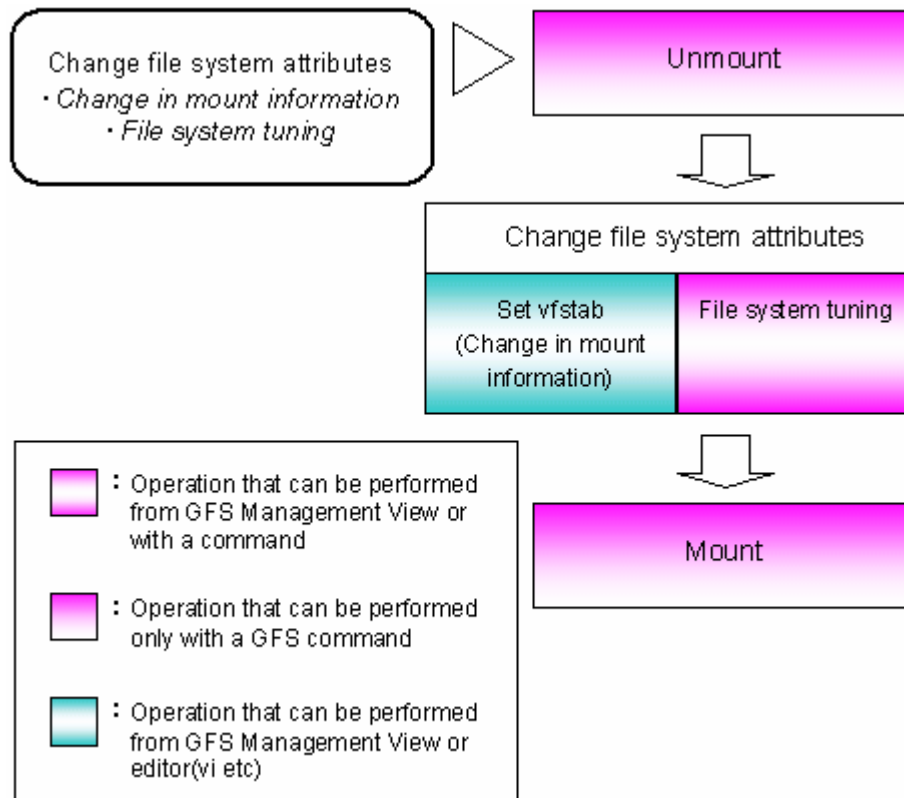 Change file system attributes
・Change in mount information
・File system tuning
Unmount
Change file system attributes
Set vfstab
(Change in mount
information)
File system tuning
Mount
: Operation that can be performed
from GFS Management View or
with a command
: Operation that can be performed
only with a GFS command
: Operation that can be performed
from GFS Management View or
editor(vi etc)